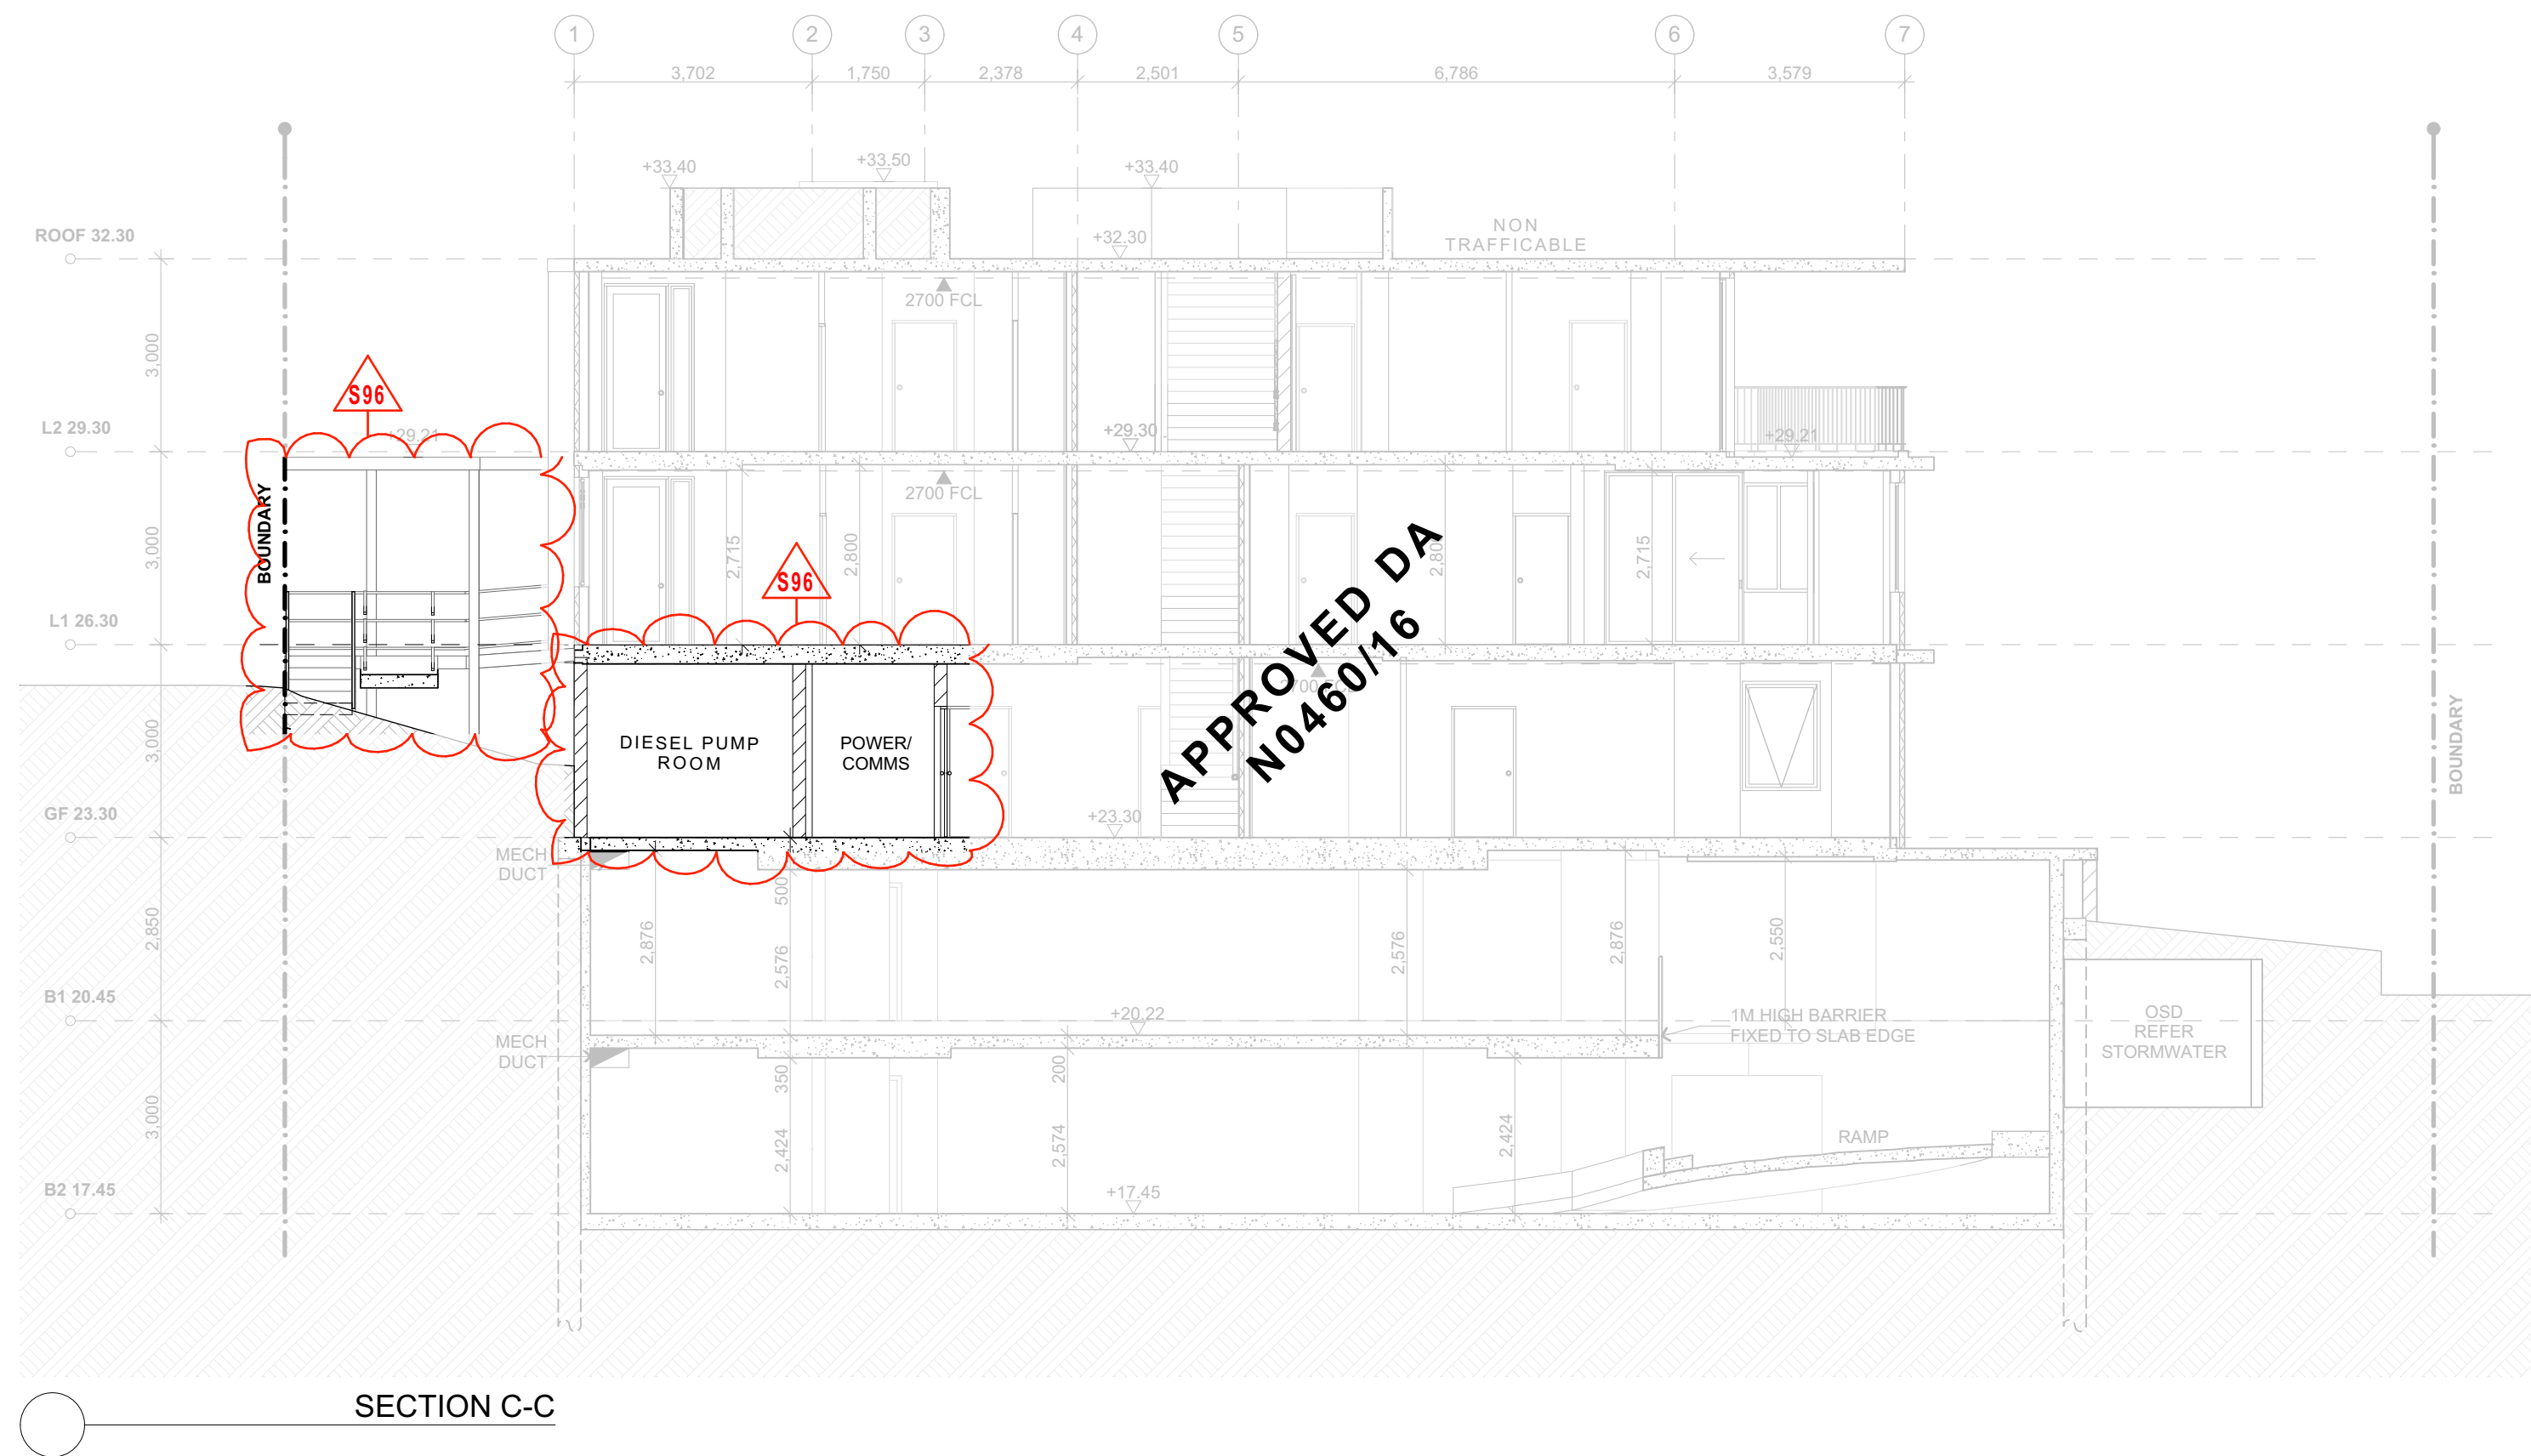 1
2
3
4
5
6
7
3,702
1,750
2,378
2,501
6,786
3,579
+33.40
+33.50
+33.40
NON
TRAFFICABLE
ROOF 32.30
+32.30
2700 FCL
3,000
S96
L2 29.30
+29.21
+29.30
+29.21
2700 FCL
BOUNDARY
3,000
2,715
2,800
2,715
S96
APPROVED DA
N0460/16
L1 26.30
2700 FCL
3,000
DIESEL PUMP
ROOM
POWER/
COMMS
BOUNDARY
GF 23.30
+23.30
MECH
DUCT
500
2,850
2,876
2,576
2,576
2,876
2,550
B1 20.45
+20.22
1M HIGH BARRIER
FIXED TO SLAB EDGE
OSD
REFER
STORMWATER
MECH
DUCT
350
200
3,000
2,424
2,574
2,424
RAMP
B2 17.45
+17.45
SECTION C-C